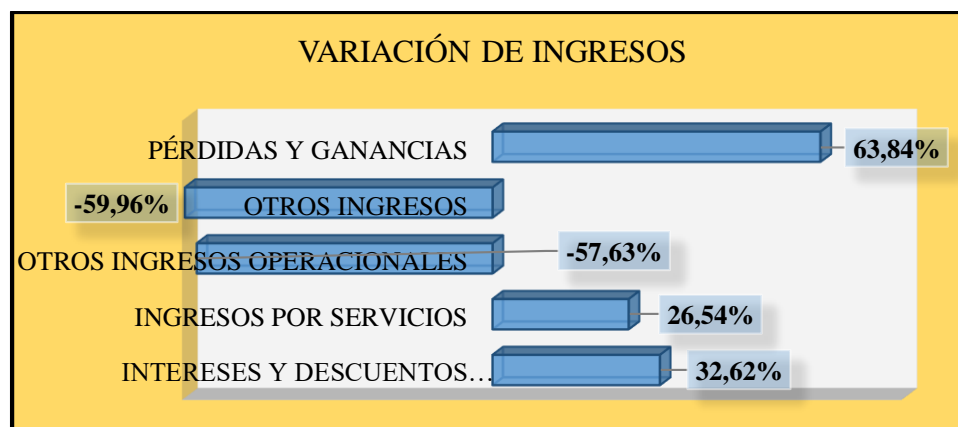 VARIACIÓN DE INGRESOS
PÉRDIDAS Y GANANCIAS
63,84%
-59,96%
OTROS INGRESOS
OTROS INGRESOS OPERACIONALES
-57,63%
INGRESOS POR SERVICIOS
26,54%
INTERESES Y DESCUENTOS…
32,62%